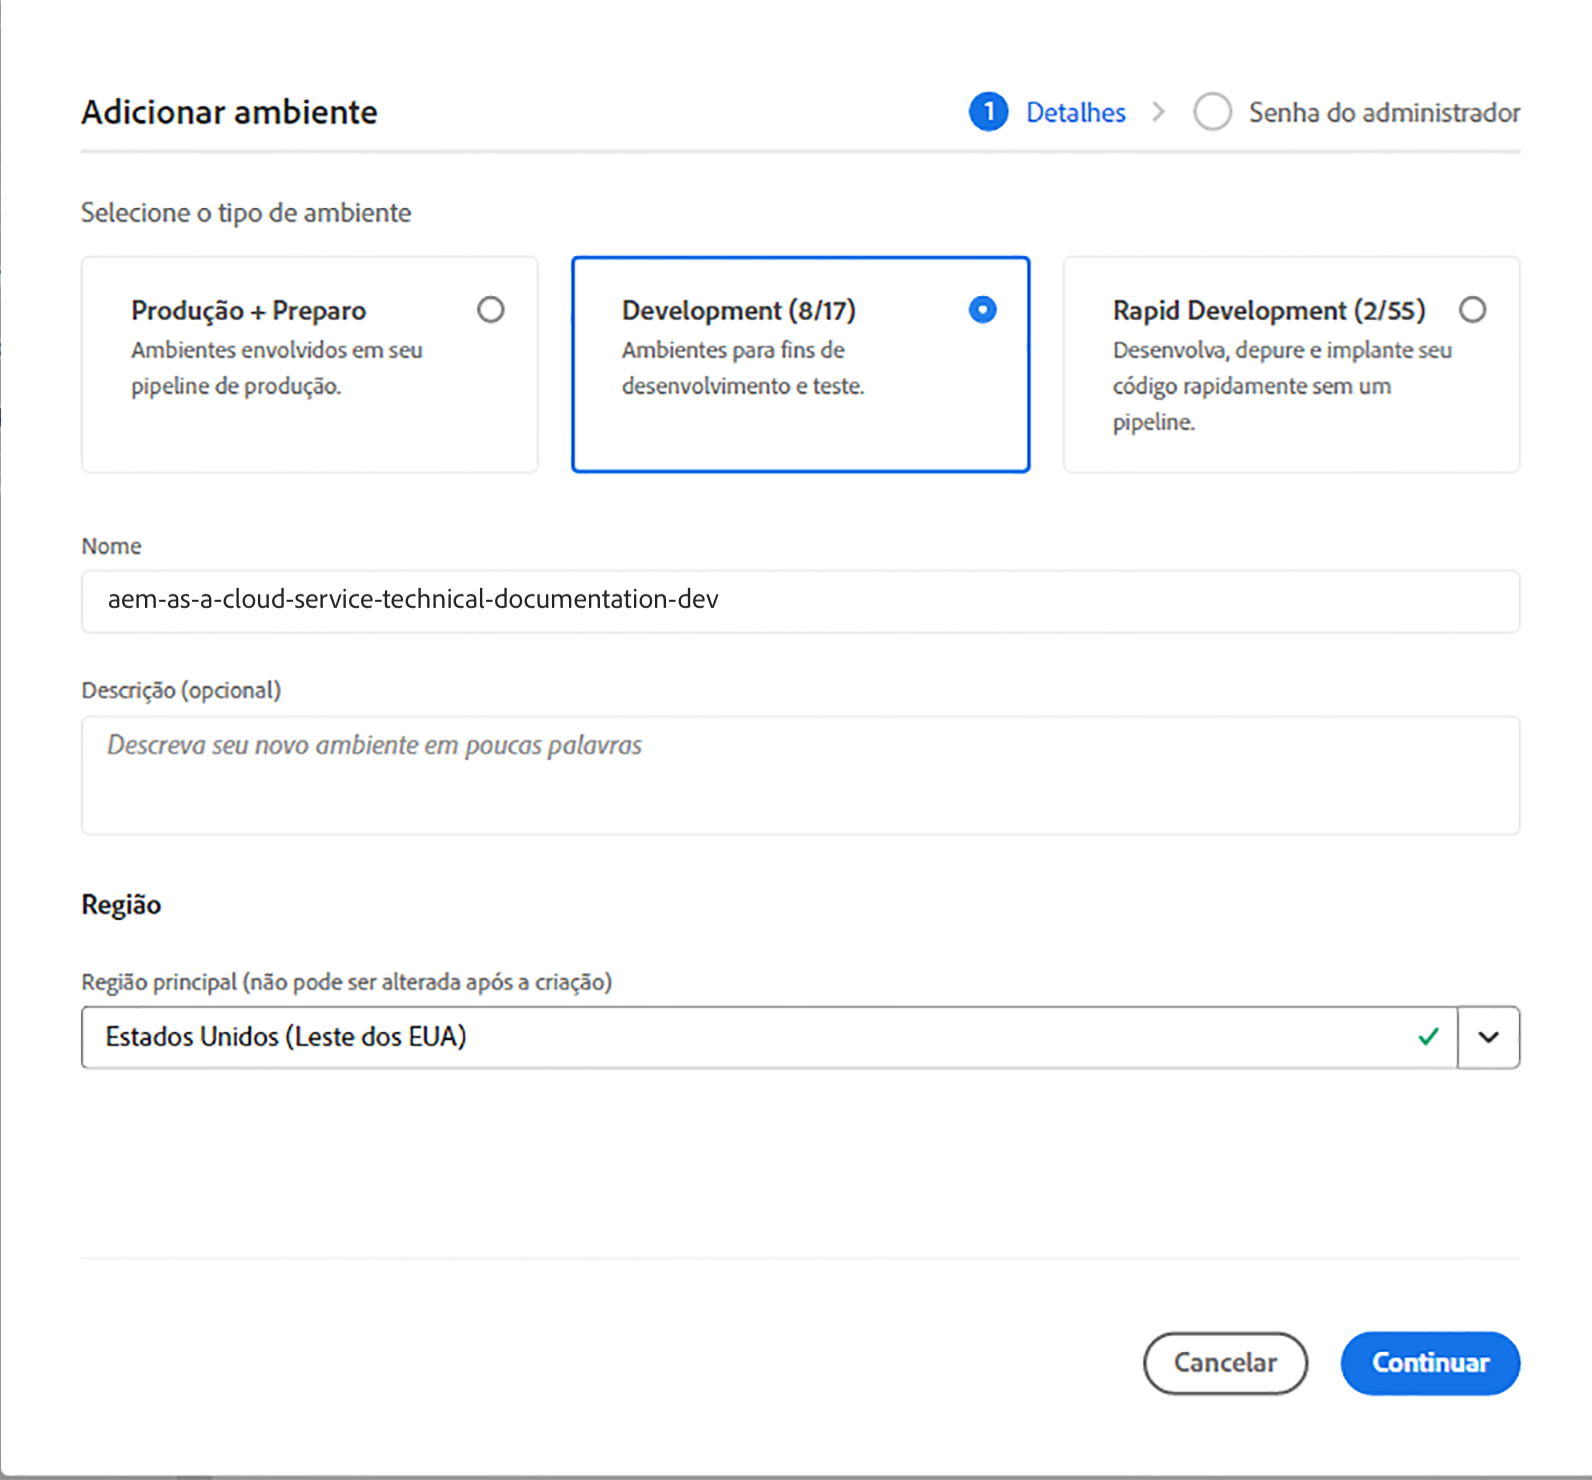 Adicionar ambiente
1 Detalhes > Senha do administrador
Selecione o tipo de ambiente
Produção + Preparo
Ambientes envolvidos em seu
pipeline de produção.
Development (8/17)
Ambientes para fins de
desenvolvimento e teste.
Rapid Development (2/55)
Desenvolva, depure e implante seu
código rapidamente sem um
pipeline.
Nome
aem-as-a-cloud-service-technical-documentation-dev
Descrição (opcional)
Descreva seu novo ambiente em poucas palavras
Região
Região principal (não pode ser alterada após a criação)
Estados Unidos (Leste dos EUA)
Cancelar
Continuar